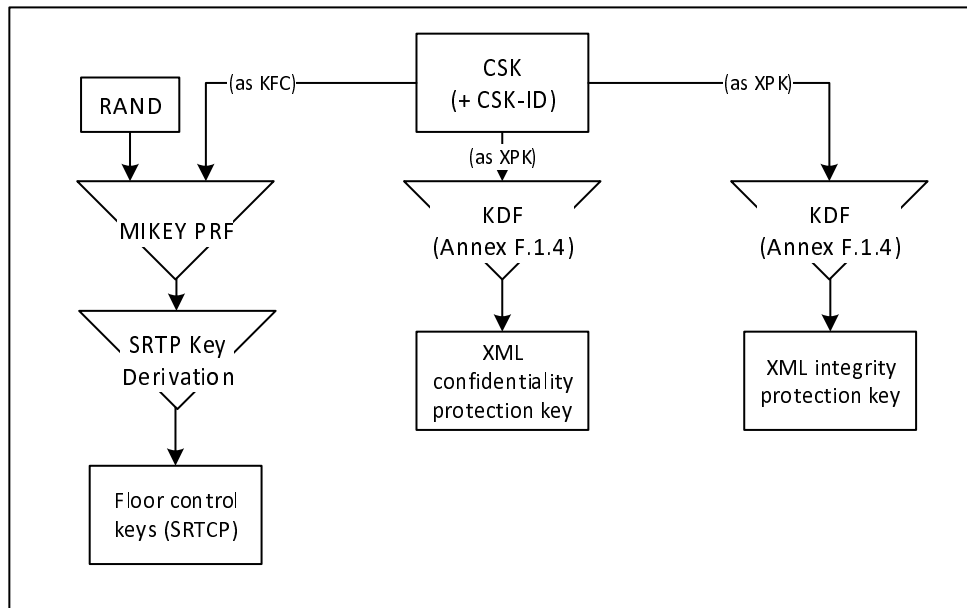 CSK
(+ CSK-ID)
(as KFC)
(as XPK)
RAND
(as XPK)
MIKEY PRF
KDF
(Annex F.1.4)
KDF
(Annex F.1.4)
SRTP Key
Derivation
XML
confidentiality
protection key
XML integrity
protection key
Floor control
keys (SRTCP)